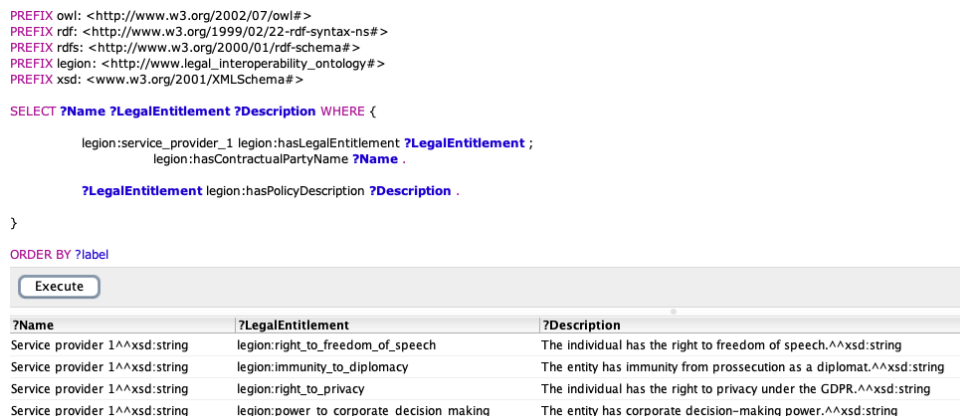 PREFIX owl: <http://www.w3.org/2002/07/owl#>
PREFIX rdf: <http://www.w3.org/1999/02/22-rdf-syntax-ns#>
PREFIX rdfs: <http://www.w3.org/2000/01/rdf-schema#>
PREFIX legion: <http://www.legal_interoperability_ontology#>
PREFIX xsd: <www.w3.org/2001/XMLSchema#>
SELECT ?Name ?LegalEntitlement ?Description WHERE {
legion:service_provider_1 legion:hasLegalEntitlement ?LegalEntitlement ;
legion:hasContractualPartyName ?Name .
?LegalEntitlement legion:hasPolicyDescription ?Description .
}
ORDER BY ?label
Execute
?Name ?LegalEntitlement ?Description
Service provider 1^^xsd:string legion:right_to_freedom_of_speech The individual has the right to freedom of speech.^^xsd:string
Service provider 1^^xsd:string legion:immunity_to_diplomacy The entity has immunity from prossecution as a diplomat.^^xsd:string
Service provider 1^^xsd:string legion:right_to_privacy The individual has the right to privacy under the GDPR.^^xsd:string
Service provider 1^^xsd:string legion:power_to_corporate_decision_making The entity has corporate decision-making power.^^xsd:string